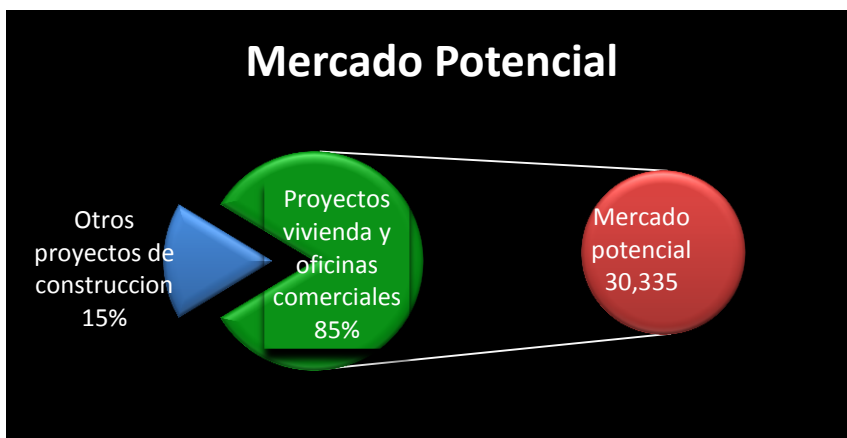 Mercado Potencial
Otros
proyectos de
construccion
15%
Proyectos
vivienda y
oficinas
comerciales
85%
Mercado
potencial
30,335